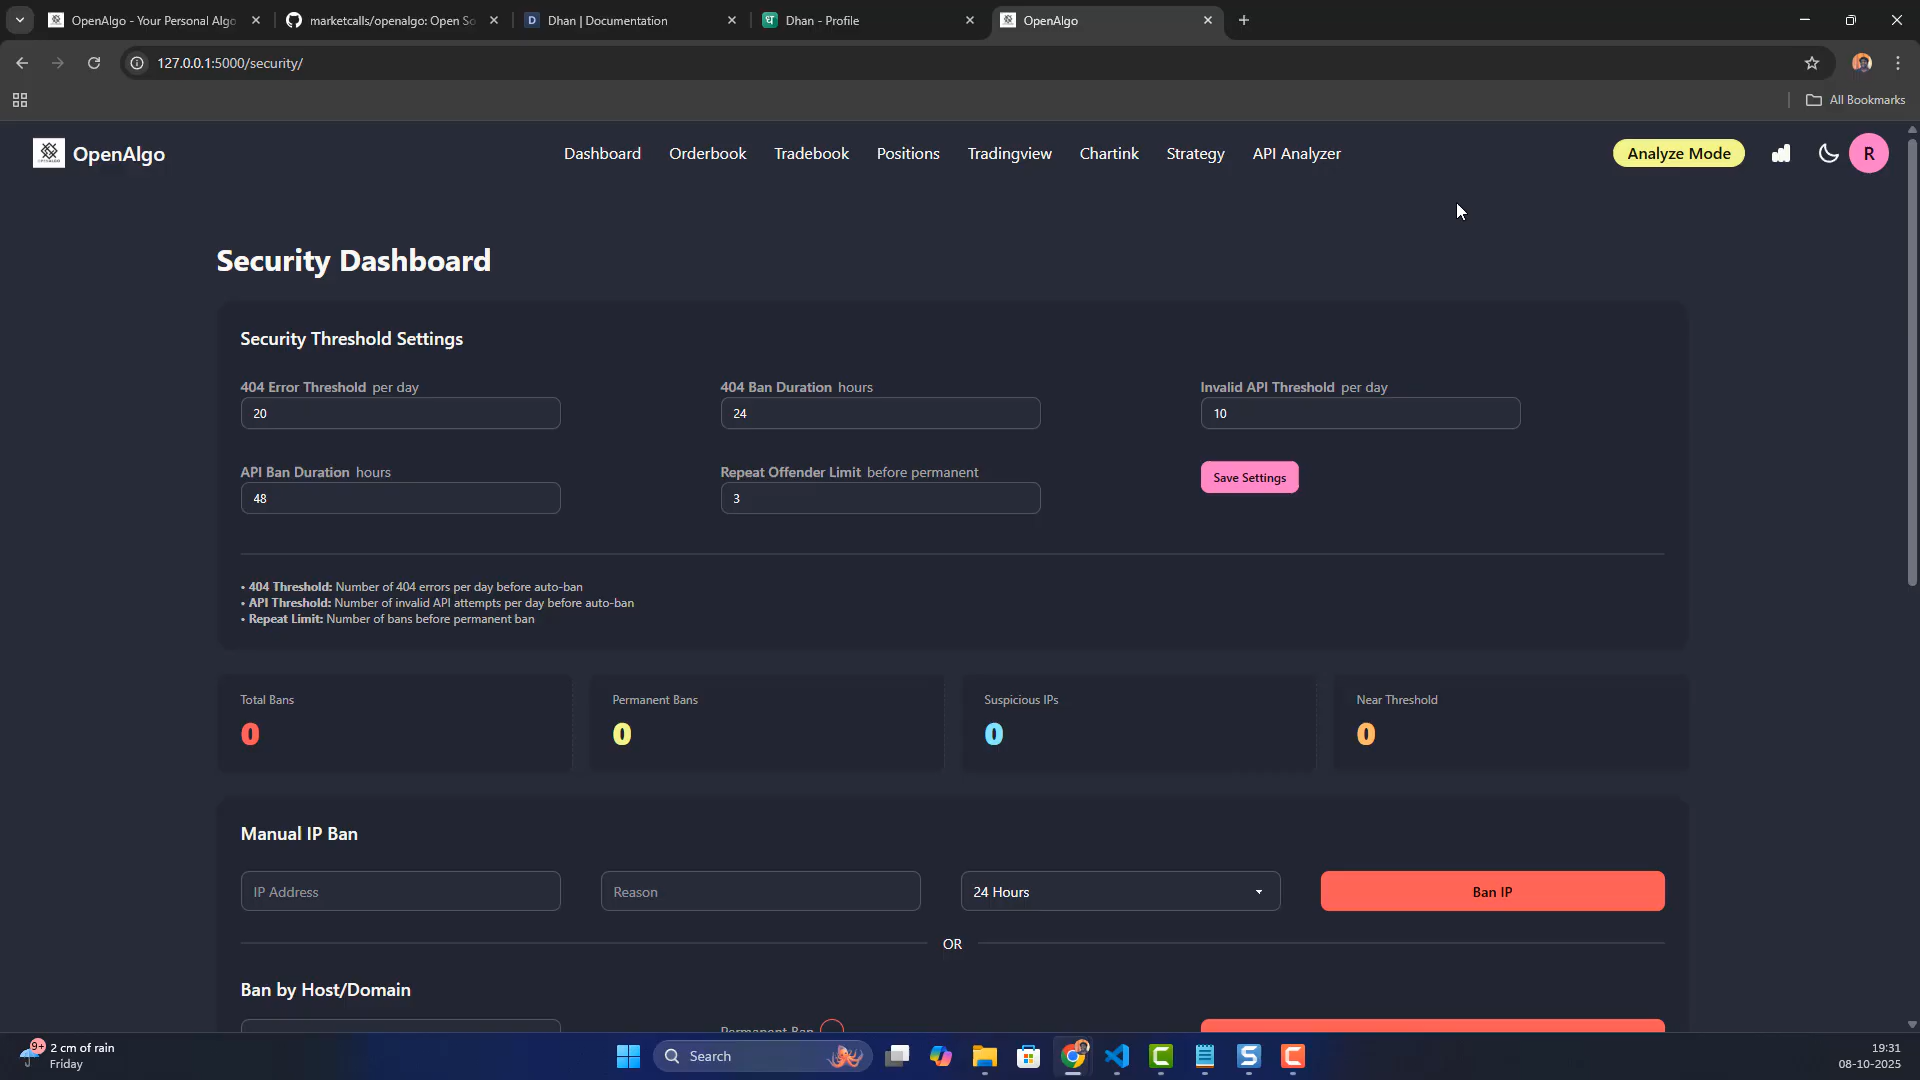 OpenAlgo - Your Personal Algo
marketcalls/openalgo: Open So
Dhan | Documentation
Dhan - Profile
OpenAlgo
127.0.0.1:5000/security/
All Bookmarks
OpenAlgo
Dashboard
Orderbook
Tradebook
Positions
Tradingview
Chartink
Strategy
API Analyzer
Analyze Mode
R
Security Dashboard
Security Threshold Settings
404 Error Threshold per day
404 Ban Duration hours
Invalid API Threshold per day
20
24
10
API Ban Duration hours
Repeat Offender Limit before permanent
48
3
Save Settings
• 404 Threshold: Number of 404 errors per day before auto-ban
• API Threshold: Number of invalid API attempts per day before auto-ban
• Repeat Limit: Number of bans before permanent ban
Total Bans
0
Permanent Bans
0
Suspicious IPs
0
Near Threshold
0
Manual IP Ban
IP Address
Reason
24 Hours
Ban IP
OR
Ban by Host/Domain
Permanent Ban
9+
2 cm of rain
Friday
Search
19:31
08-10-2025